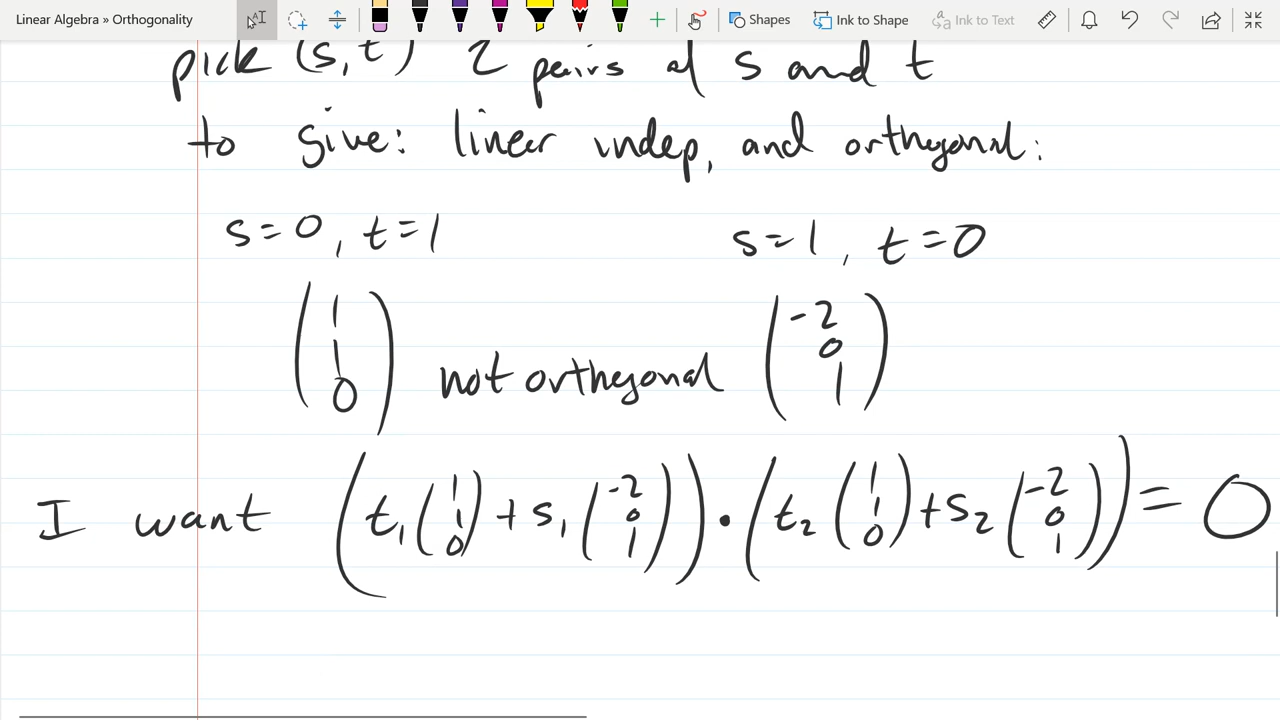 Linear Algebra » Orthogonality
Shapes Ink to Shape Ink to Text
pick (s,t) 2 pairs of s and t
to give: linear indep, and orthogonal:
s=0, t=1 s=1, t=0
(1 1 0) not orthogonal (-2 0 1)
I want (t₁(1 1 0)+s₁(-2 0 1))•(t₂(1 1 0)+s₂(-2 0 1))=0